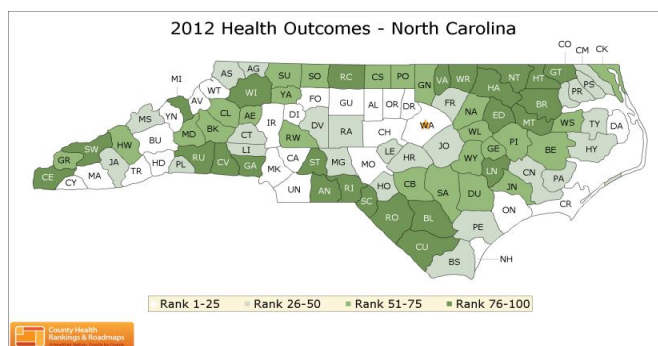 2012 Health Outcomes - North Carolina
CO CM CK
MI AS AG SU SO RC CS PO GN VA WR NT HT GT PS
WT WI YA HA PR
AV FO GU AL OR DR FR BR
MS YN CL AE DI WA NA ED MT WS TY DA
MD BK IR DV RA CH WL
SW BU CT RW JO GE PI BE HY
GR HW LI WY
CE JA HD PL RU CV GA CA ST MG MO LE HR LN CN PA
CY MA TR MK HO CB SA DU JN CR
UN AN RI SC RO BL ON
CU PE
BS NH
Rank 1-25 Rank 26-50 Rank 51-75 Rank 76-100
County Health
Rankings & Roadmaps